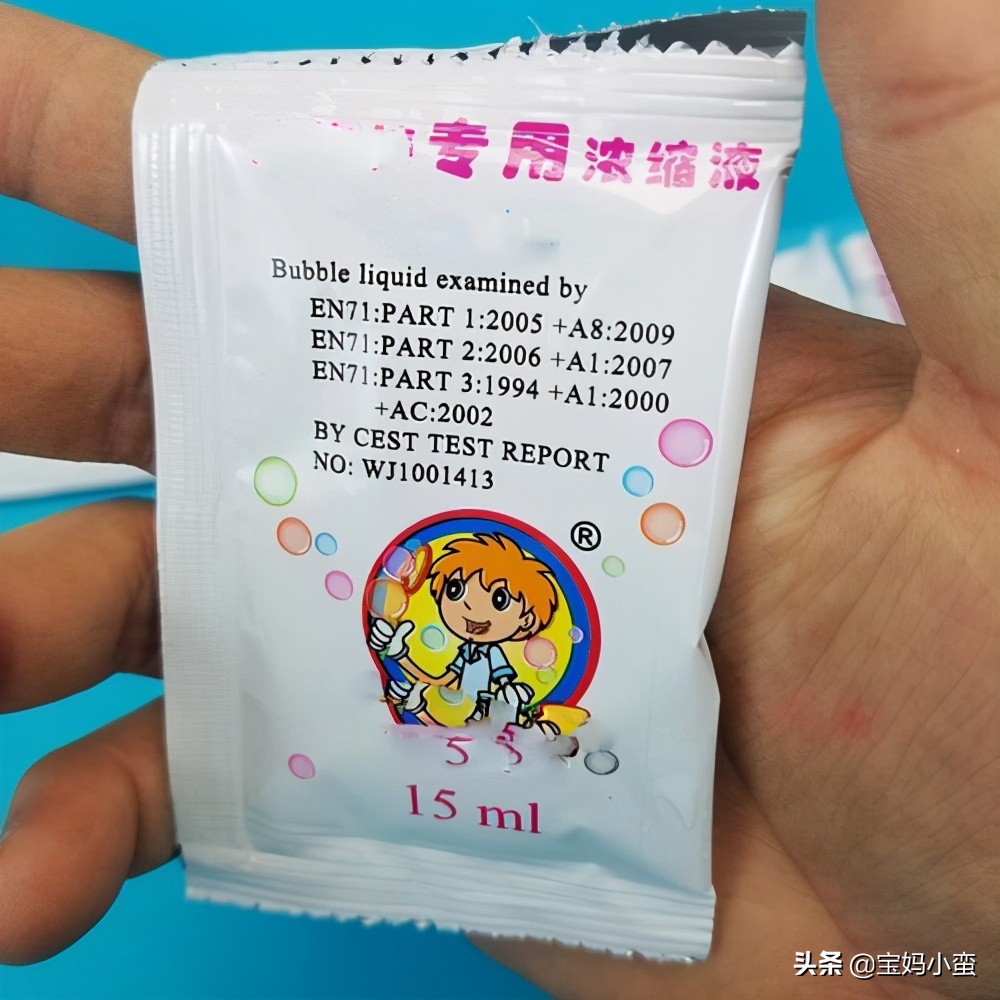 专用浓缩液
Bubble liquid examined by
EN71:PART 1:2005 +A8:2009
EN71:PART 2:2006 +A1:2007
EN71:PART 3:1994 +A1:2000
+AC:2002
BY CEST TEST REPORT
NO: WJ1001413
®
15 ml
头条 @宝妈小蛮